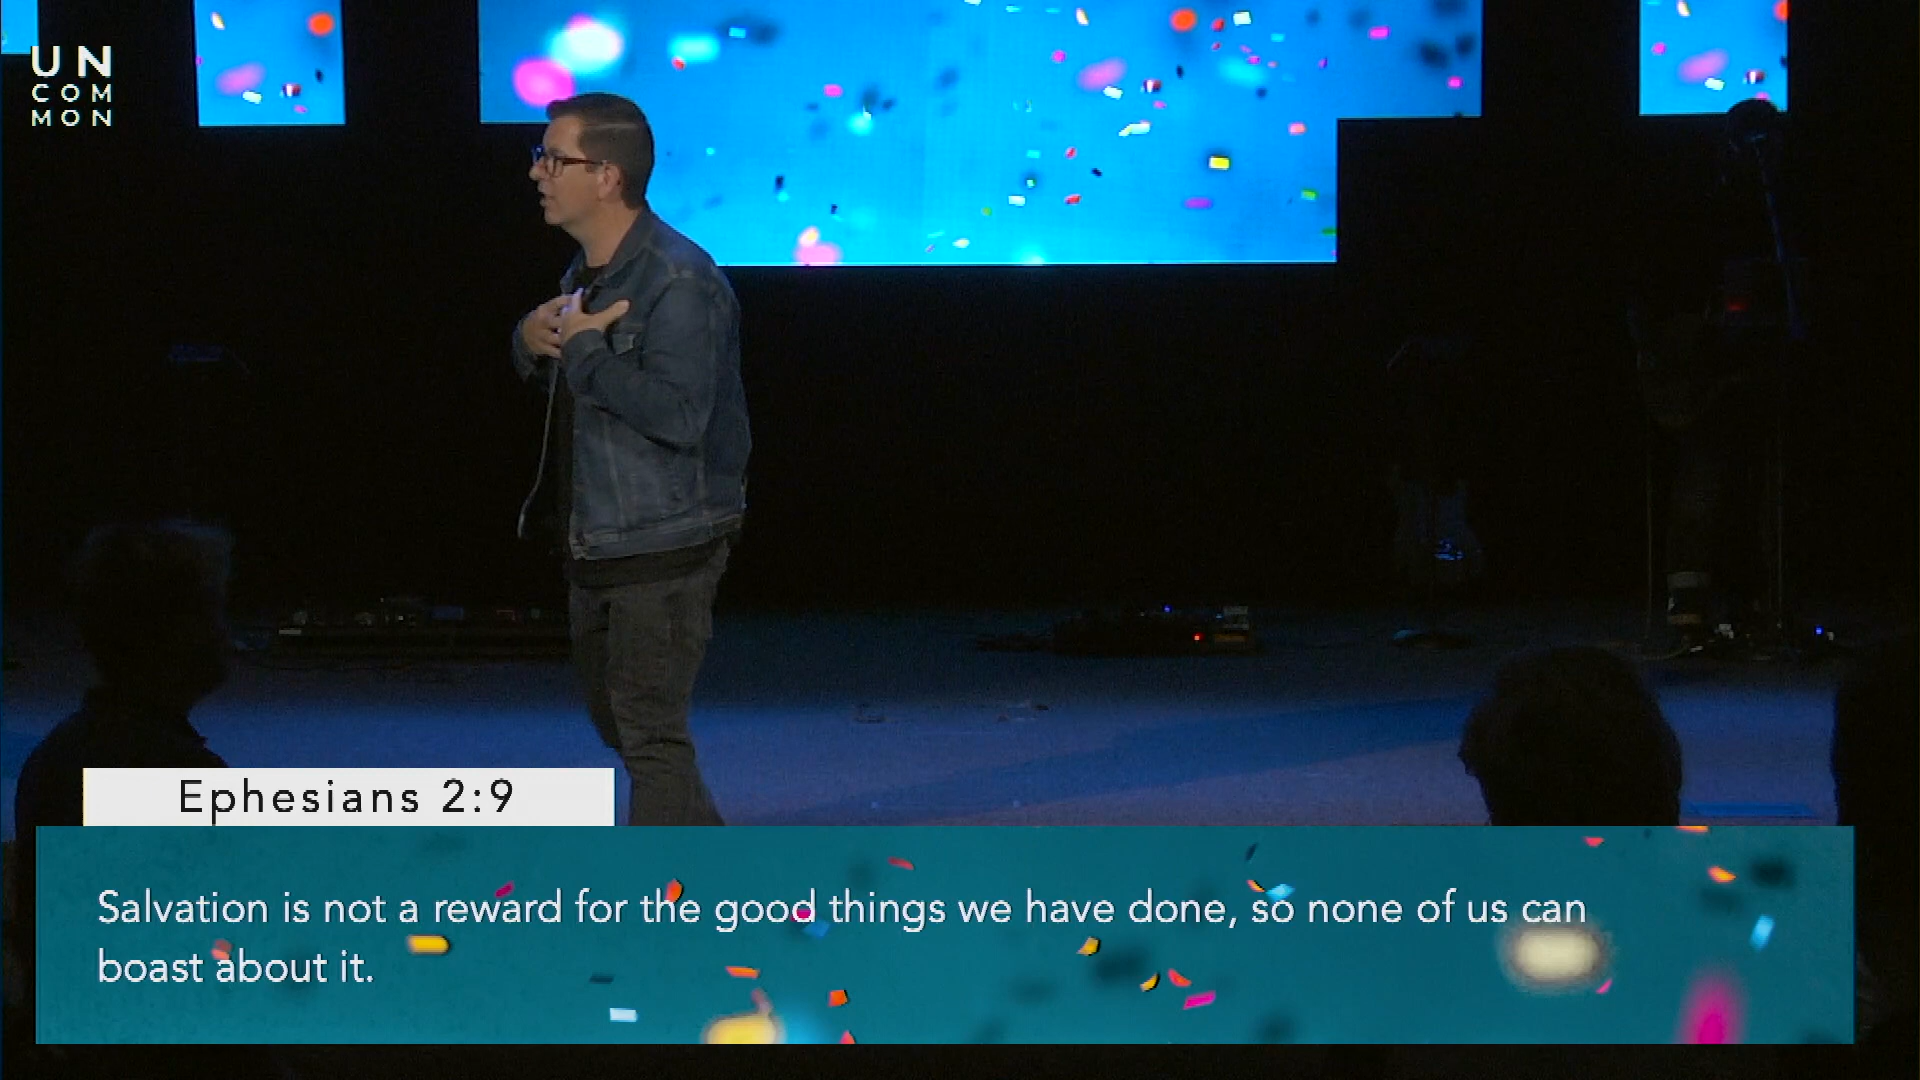 UN
COM
MON
Ephesians 2:9
Salvation is not a reward for the good things we have done, so none of us can
boast about it.